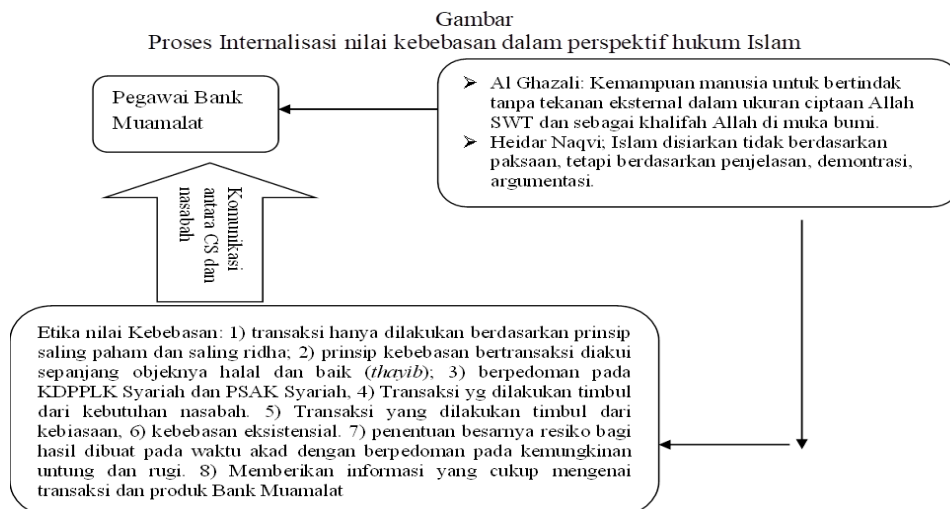 Gambar
Proses Internalisasi nilai kebebasan dalam perspektif hukum Islam
Pegawai Bank
Muamalat
➢ Al Ghazali: Kemampuan manusia untuk bertindak
tanpa tekanan eksternal dalam ukuran ciptaan Allah
SWT dan sebagai khalifah Allah di muka bumi.
➢ Heidar Naqvi; Islam disiarkan tidak berdasarkan
paksaan, tetapi berdasarkan penjelasan, demontrasi,
argumentasi.
Komunikasi
antara CS dan
nasabah
Etika nilai Kebebasan: 1) transaksi hanya dilakukan berdasarkan prinsip
saling paham dan saling ridha; 2) prinsip kebebasan bertransaksi diakui
sepanjang objeknya halal dan baik (thayib); 3) berpedoman pada
KDPPLK Syariah dan PSAK Syariah, 4) Transaksi yg dilakukan timbul
dari kebutuhan nasabah. 5) Transaksi yang dilakukan timbul dari
kebiasaan, 6) kebebasan eksistensial. 7) penentuan besarnya resiko bagi
hasil dibuat pada waktu akad dengan berpedoman pada kemungkinan
untung dan rugi. 8) Memberikan informasi yang cukup mengenai
transaksi dan produk Bank Muamalat